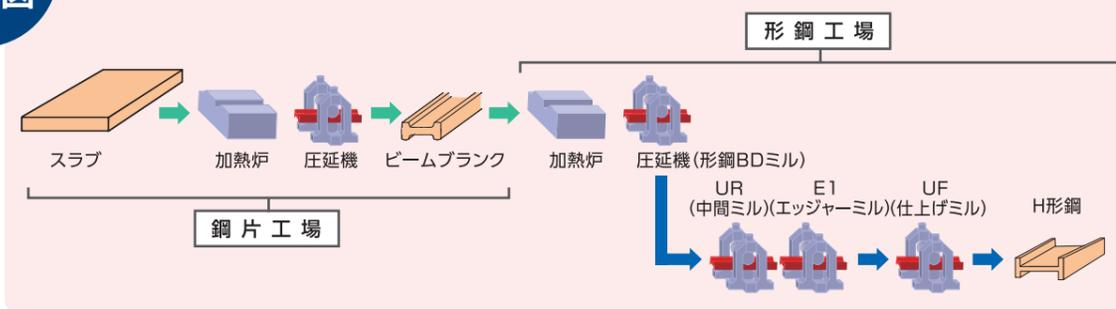 図
形鋼工場
スラブ
加熱炉
圧延機
ビームブランク
加熱炉
圧延機(形鋼BDミル)
鋼片工場
UR
(中間ミル)
E1
(エッジャーミル)
UF
(仕上げミル)
H形鋼